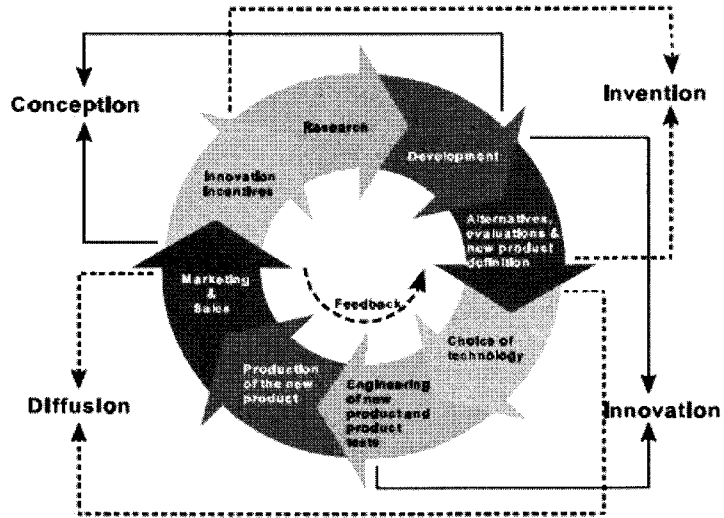 Conception
Invention
Research
Development
Innovation
Incentives
Alternatives,
evaluations &
new product
definition
Marketing
&
Sales
Feedback
Choice of
technology
Production
of the new
product
Engineering
of new
product and
product
tests
Diffusion
Innovation